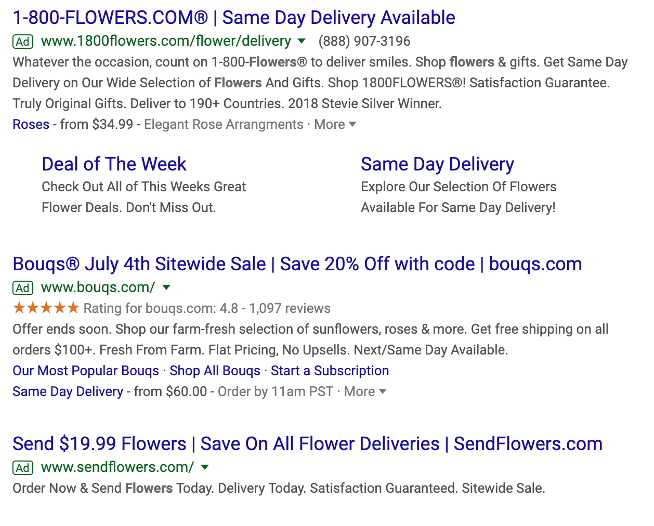 1-800-FLOWERS.COM® | Same Day Delivery Available
Ad www.1800flowers.com/flower/delivery ▼ (888) 907-3196
Whatever the occasion, count on 1-800-Flowers® to deliver smiles. Shop flowers & gifts. Get Same Day
Delivery on Our Wide Selection of Flowers And Gifts. Shop 1800FLOWERS®! Satisfaction Guarantee.
Truly Original Gifts. Deliver to 190+ Countries. 2018 Stevie Silver Winner.
Roses - from $34.99 - Elegant Rose Arrangments · More ▼
Deal of The Week
Check Out All of This Weeks Great
Flower Deals. Don't Miss Out.
Same Day Delivery
Explore Our Selection Of Flowers
Available For Same Day Delivery!
Bouqs® July 4th Sitewide Sale | Save 20% Off with code | bouqs.com
Ad www.bouqs.com/ ▼
★★★★★ Rating for bouqs.com: 4.8 - 1,097 reviews
Offer ends soon. Shop our farm-fresh selection of sunflowers, roses & more. Get free shipping on all
orders $100+. Fresh From Farm. Flat Pricing, No Upsells. Next/Same Day Available.
Our Most Popular Bouqs · Shop All Bouqs · Start a Subscription
Same Day Delivery - from $60.00 - Order by 11am PST · More ▼
Send $19.99 Flowers | Save On All Flower Deliveries | SendFlowers.com
Ad www.sendflowers.com/ ▼
Order Now & Send Flowers Today. Delivery Today. Satisfaction Guaranteed. Sitewide Sale.